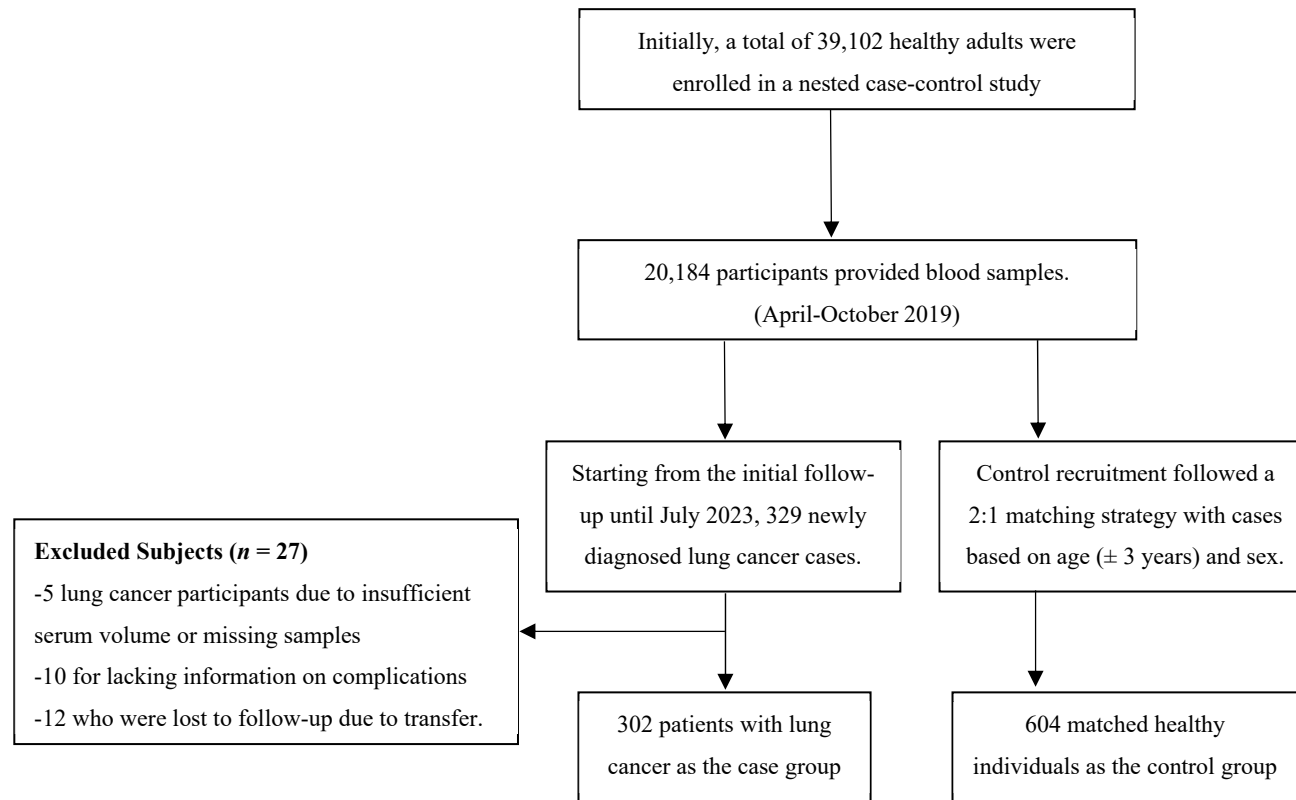 Initially, a total of 39,102 healthy adults were
enrolled in a nested case-control study
20,184 participants provided blood samples.
(April-October 2019)
Starting from the initial follow-
up until July 2023, 329 newly
diagnosed lung cancer cases.
Control recruitment followed a
2:1 matching strategy with cases
based on age (± 3 years) and sex.
Excluded Subjects (n = 27)
-5 lung cancer participants due to insufficient
serum volume or missing samples
-10 for lacking information on complications
-12 who were lost to follow-up due to transfer.
302 patients with lung
cancer as the case group
604 matched healthy
individuals as the control group